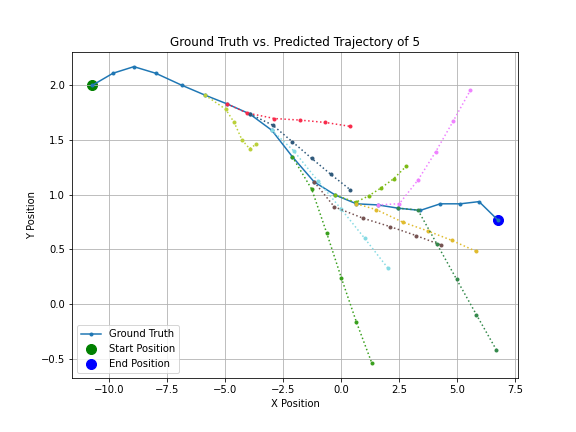 Ground Truth vs. Predicted Trajectory of 5
Y Position
2.0
1.5
1.0
0.5
0.0
−0.5
Ground Truth
Start Position
End Position
−10.0 −7.5 −5.0 −2.5 0.0 2.5 5.0 7.5
X Position